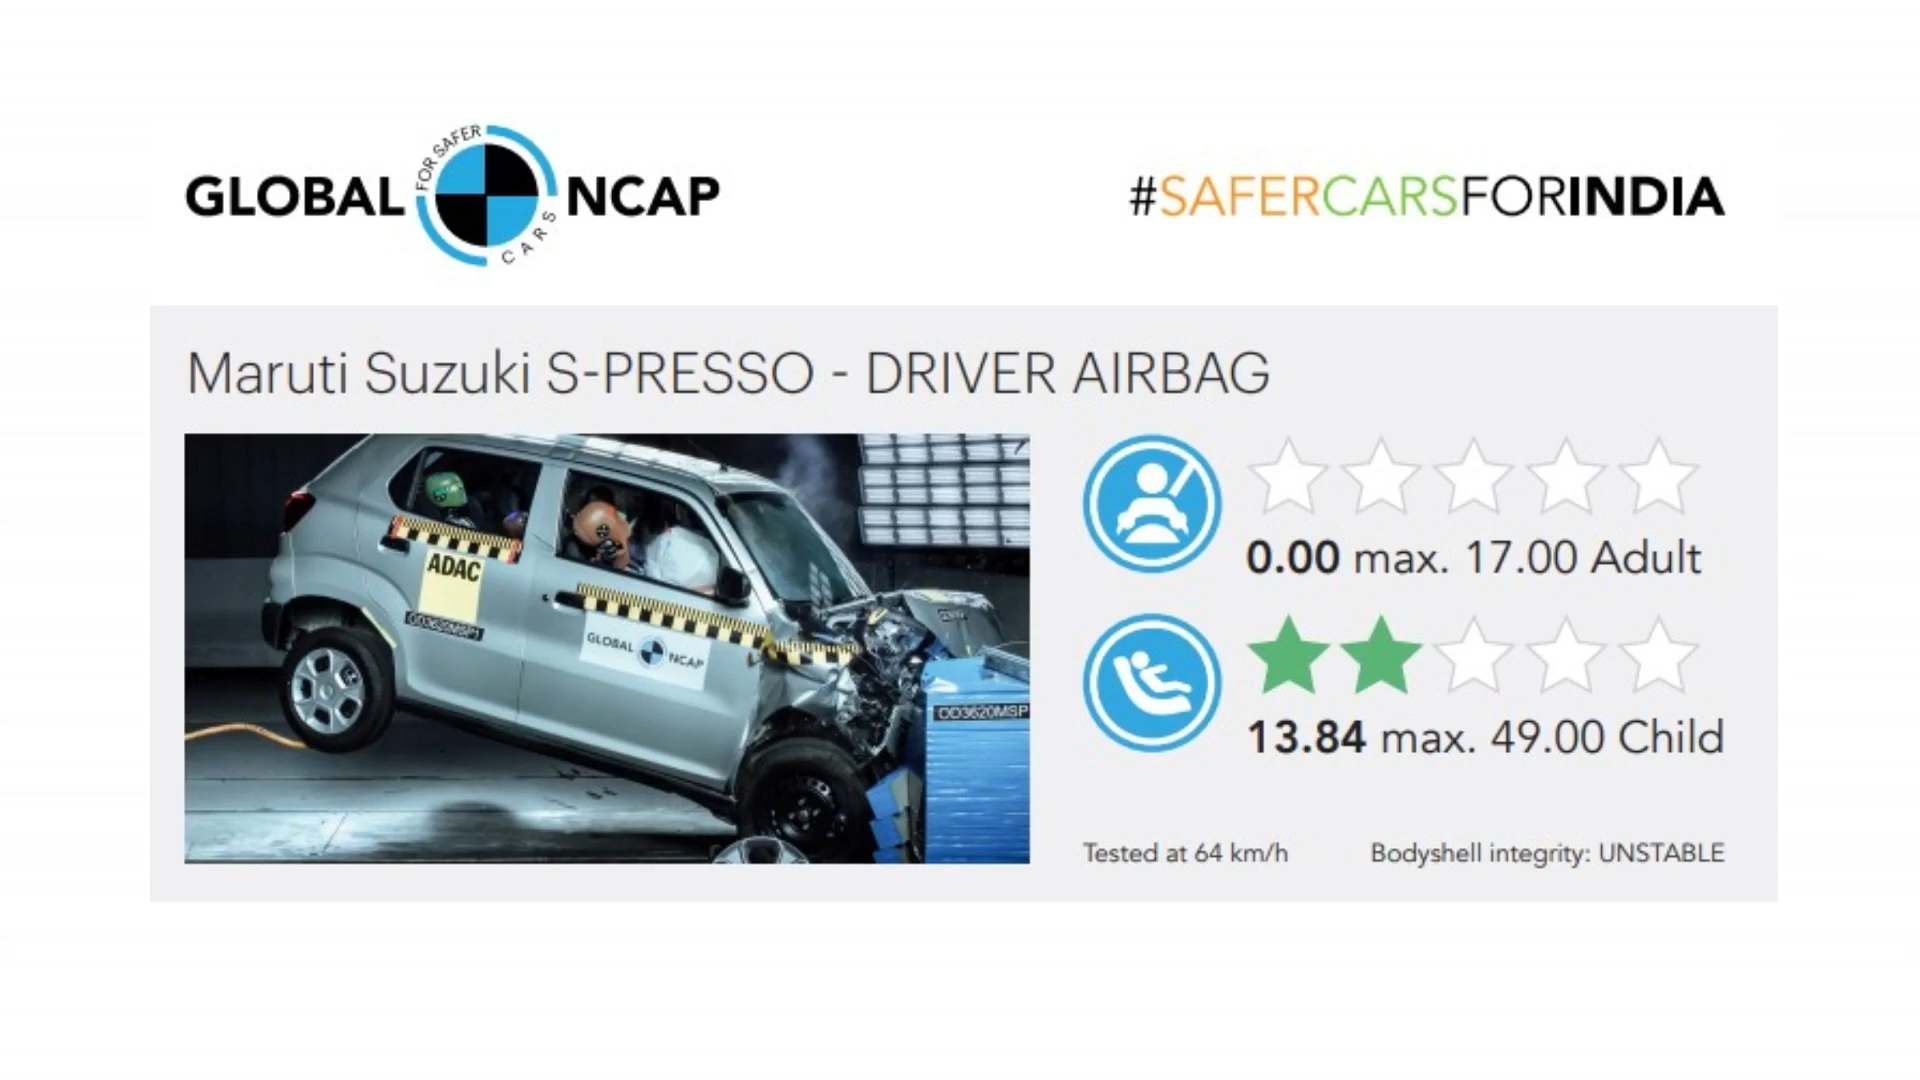 GLOBAL
FOR SAFER
CARS
NCAP
#SAFERCARSFORINDIA
Maruti Suzuki S-PRESSO - DRIVER AIRBAG
ADAC
GLOBAL NCAP
OD3620MSP
0.00 max. 17.00 Adult
13.84 max. 49.00 Child
Tested at 64 km/h
Bodyshell integrity: UNSTABLE